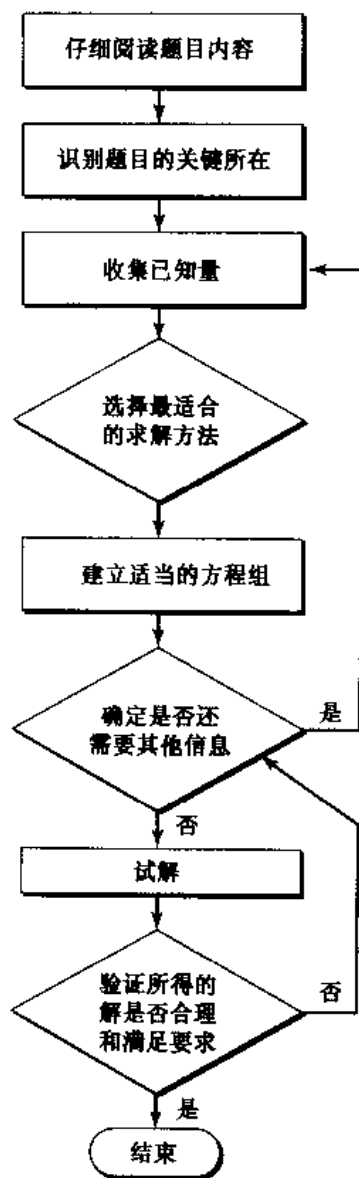 仔细阅读题目内容
识别题目的关键所在
收集已知量
选择最适合
的求解方法
建立适当的方程组
确定是否还
需要其他信息
是
否
试解
验证所得的
解是否合理
和满足要求
否
是
结束